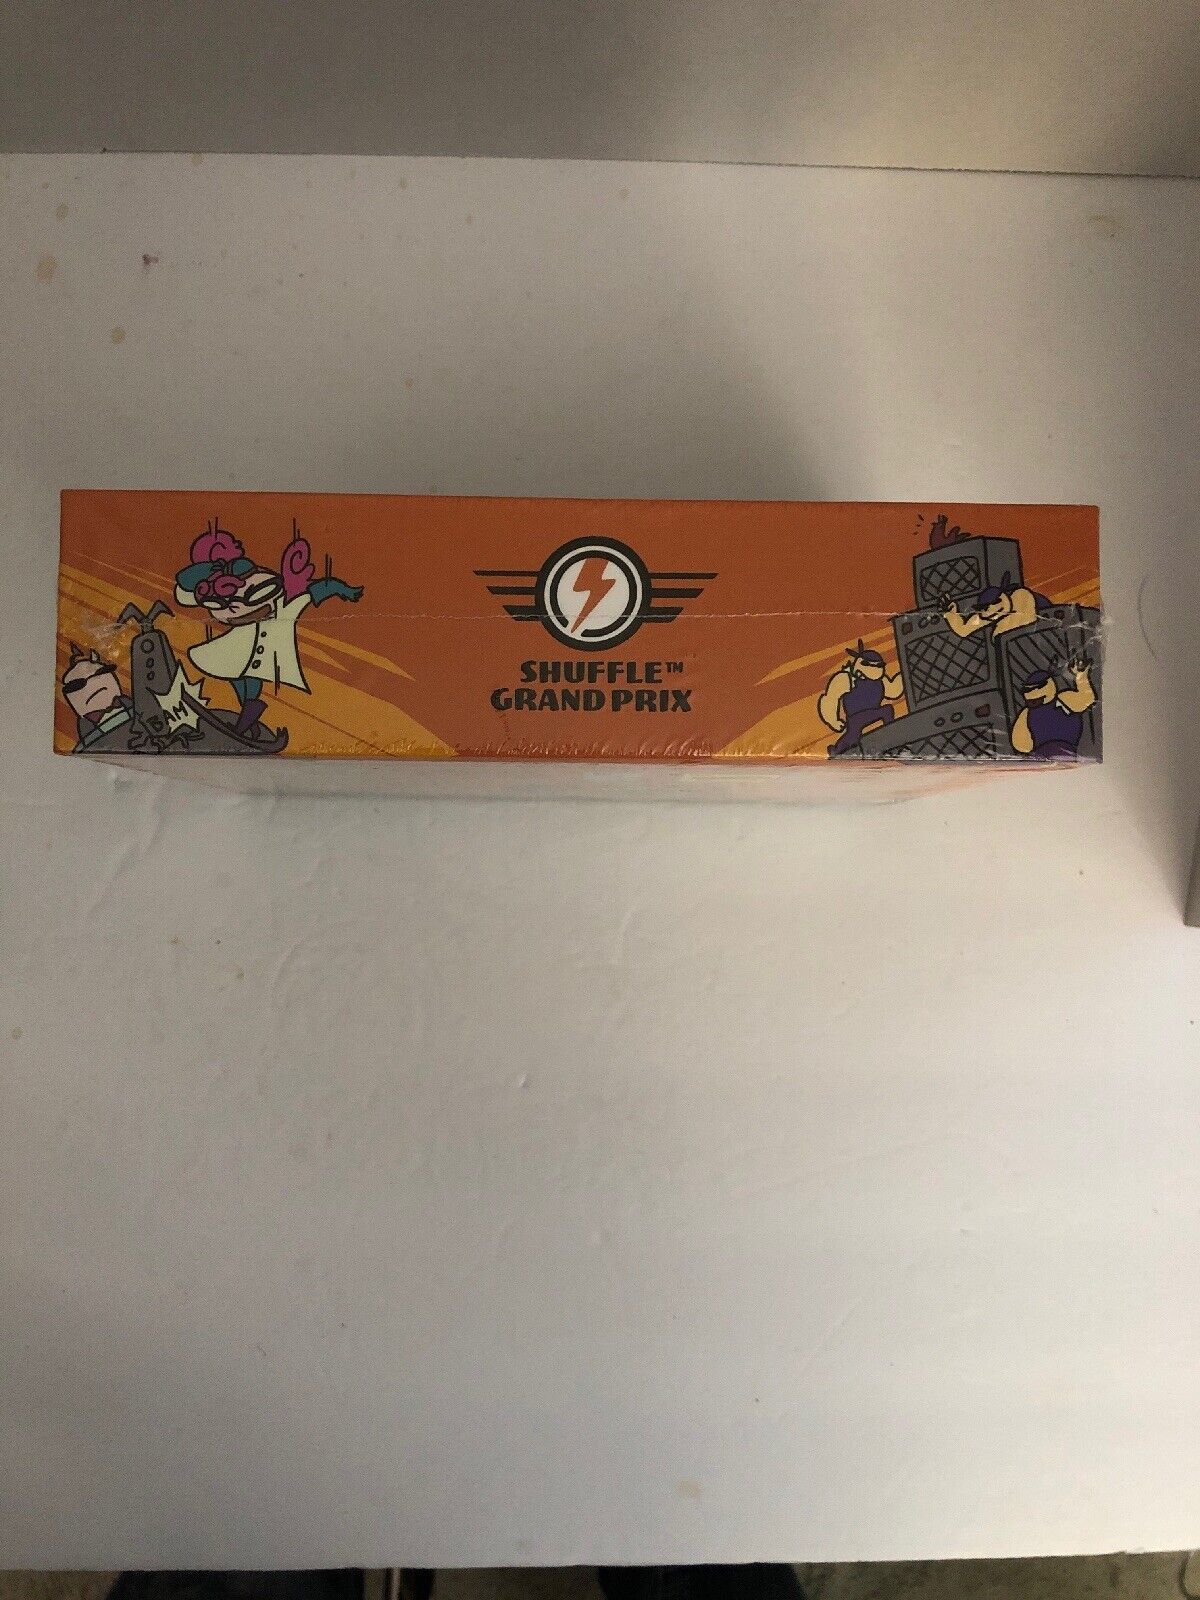 SHUFFLE™
GRAND PRIX
BAM